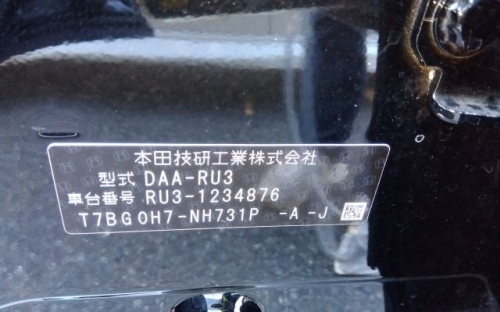 本田技研工業株式会社
型式 DAA-RU3
車台番号 RU3-1234876
T7BG0H7-NH731P -A-J